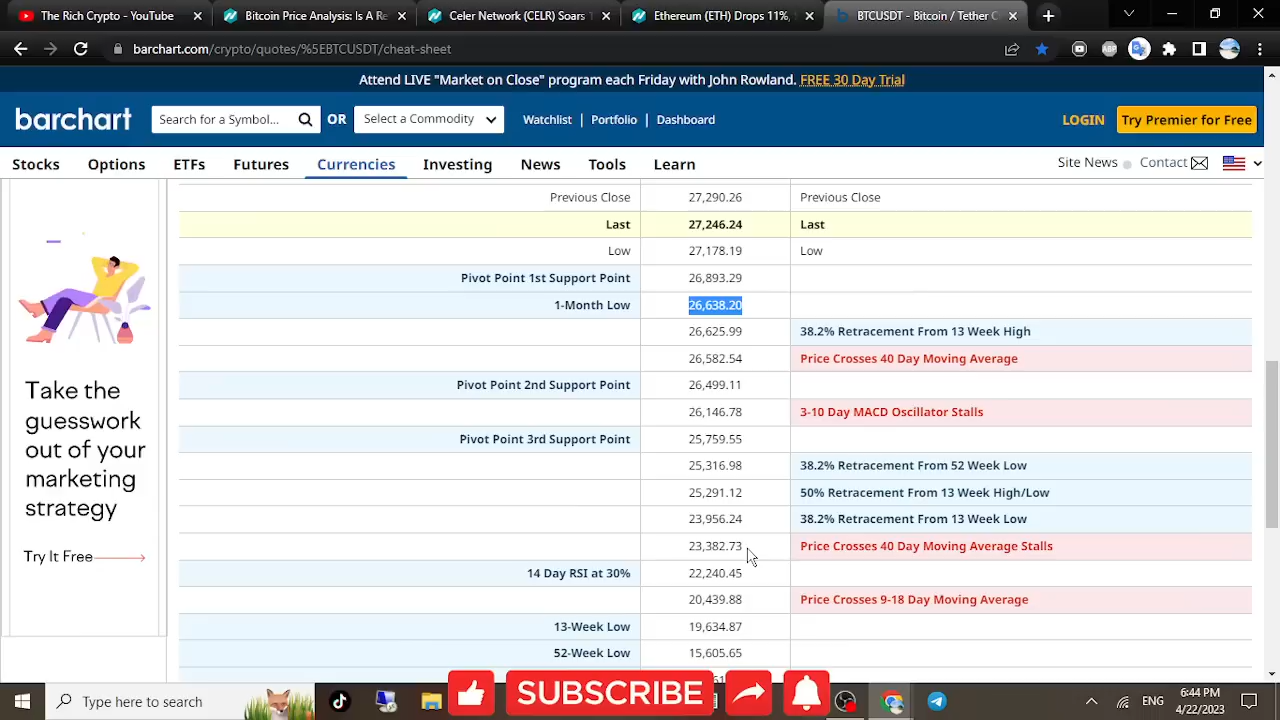 The Rich Crypto - YouTube
Bitcoin Price Analysis: Is A Re
Celer Network (CELR) Soars T
Ethereum (ETH) Drops 11%,
BTCUSDT - Bitcoin / Tether C
barchart.com/crypto/quotes/%5EBTCUSDT/cheat-sheet
Attend LIVE "Market on Close" program each Friday with John Rowland. FREE 30 Day Trial
barchart
Search for a Symbol...
OR
Select a Commodity
Watchlist | Portfolio | Dashboard
LOGIN
Try Premier for Free
Stocks Options ETFs Futures Currencies Investing News Tools Learn
Site News Contact
Previous Close 27,290.26 Previous Close
Last 27,246.24 Last
Low 27,178.19 Low
Pivot Point 1st Support Point 26,893.29
1-Month Low 26,638.20
26,625.99 38.2% Retracement From 13 Week High
26,582.54 Price Crosses 40 Day Moving Average
Pivot Point 2nd Support Point 26,499.11
26,146.78 3-10 Day MACD Oscillator Stalls
Pivot Point 3rd Support Point 25,759.55
25,316.98 38.2% Retracement From 52 Week Low
25,291.12 50% Retracement From 13 Week High/Low
23,956.24 38.2% Retracement From 13 Week Low
23,382.73 Price Crosses 40 Day Moving Average Stalls
14 Day RSI at 30% 22,240.45
20,439.88 Price Crosses 9-18 Day Moving Average
13-Week Low 19,634.87
52-Week Low 15,605.65
Take the
guesswork
out of your
marketing
strategy
Try It Free
SUBSCRIBE
Type here to search
ENG
6:44 PM
4/22/2023